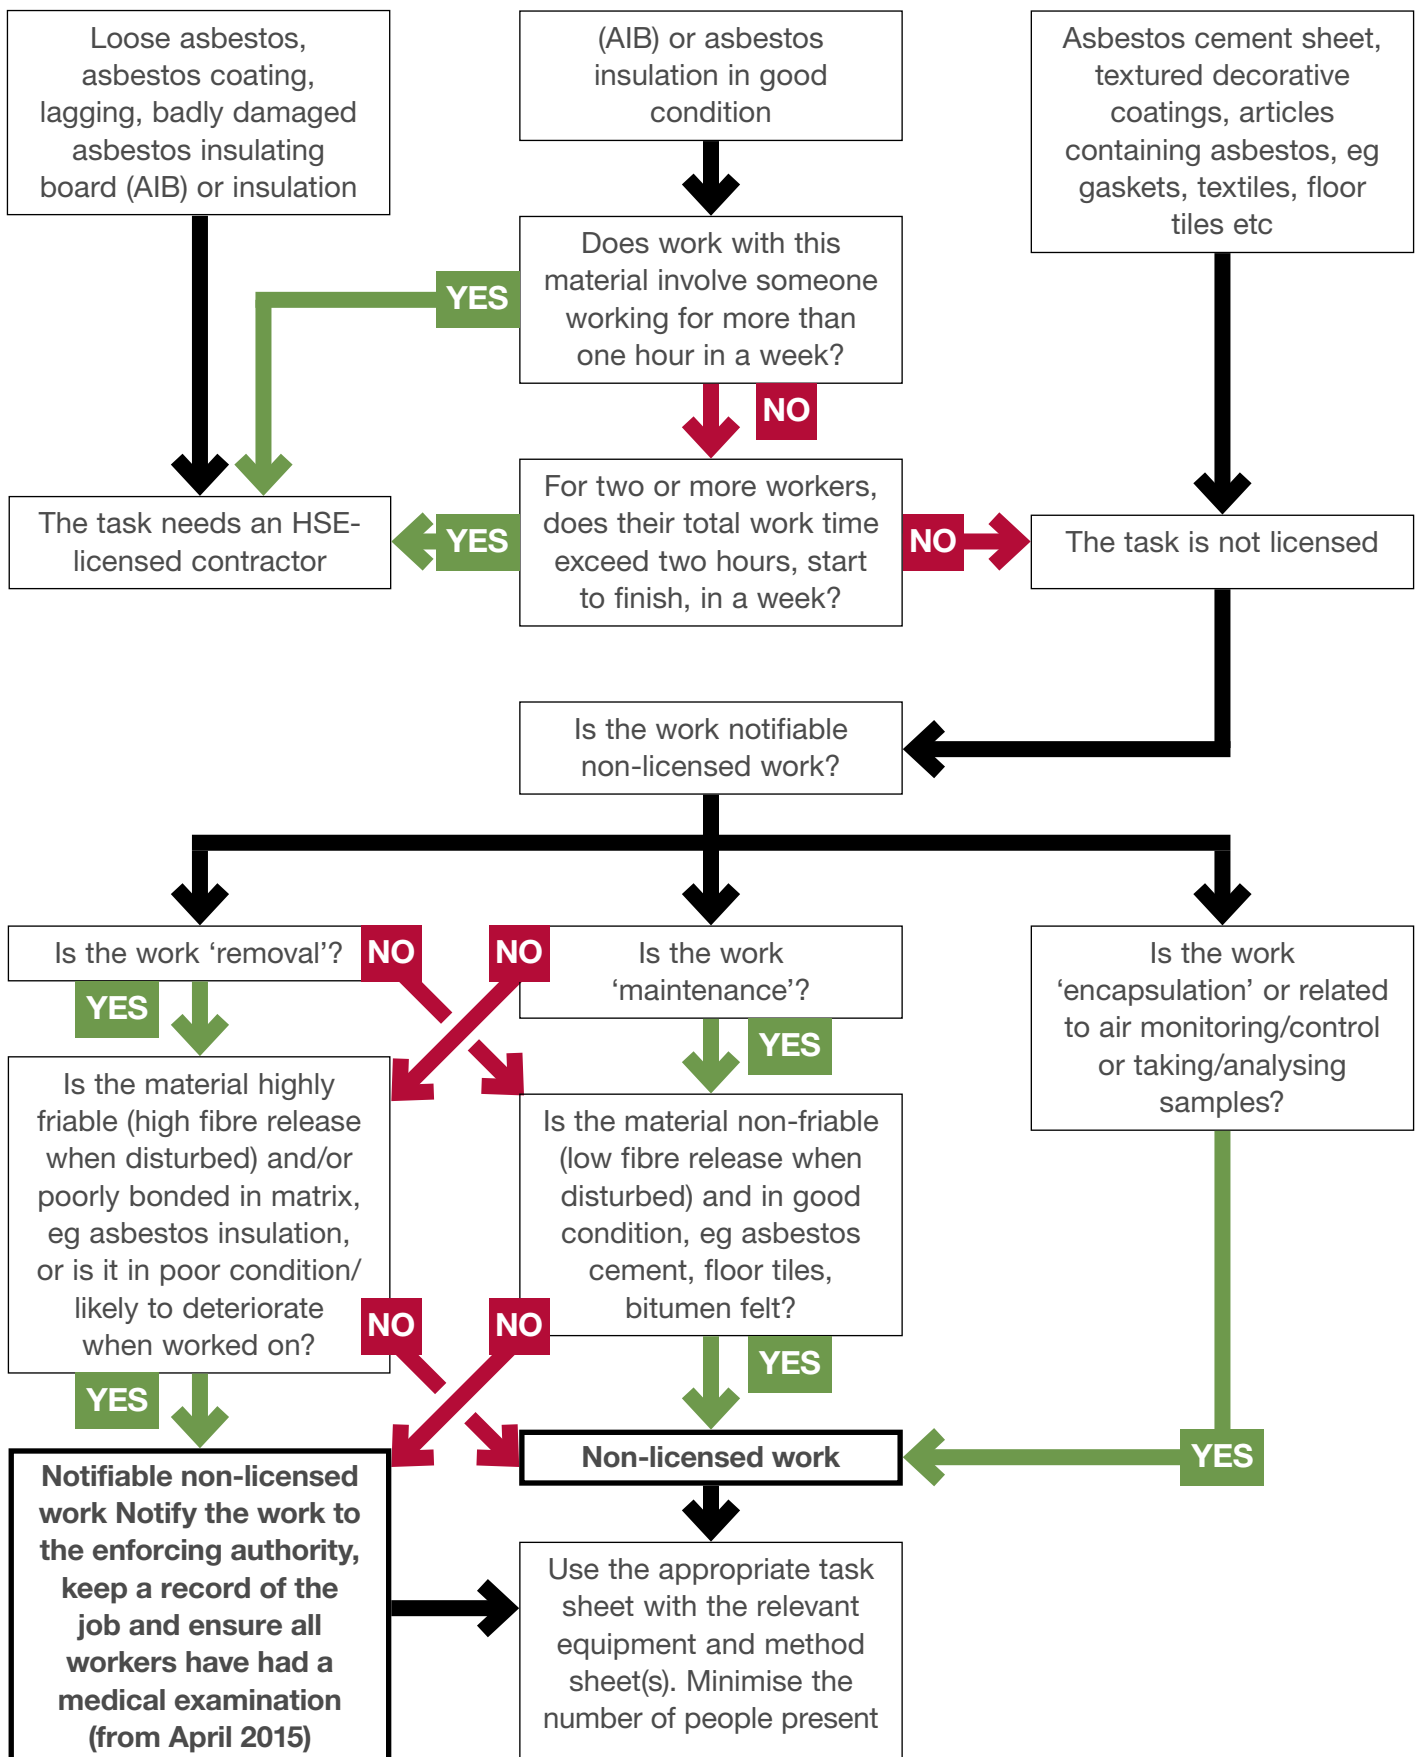 Loose asbestos,
asbestos coating,
lagging, badly damaged
asbestos insulating
board (AIB) or insulation
(AIB) or asbestos
insulation in good
condition
Asbestos cement sheet,
textured decorative
coatings, articles
containing asbestos, eg
gaskets, textiles, floor
tiles etc
Does work with this
material involve someone
working for more than
one hour in a week?
YES
NO
The task needs an HSE-
licensed contractor
YES
For two or more workers,
does their total work time
exceed two hours, start
to finish, in a week?
NO
The task is not licensed
Is the work notifiable
non-licensed work?
Is the work ‘removal’?
NO
YES
NO
Is the work
‘maintenance’?
YES
Is the work
‘encapsulation’ or related
to air monitoring/control
or taking/analysing
samples?
Is the material highly
friable (high fibre release
when disturbed) and/or
poorly bonded in matrix,
eg asbestos insulation,
or is it in poor condition/
likely to deteriorate
when worked on?
NO
YES
Is the material non-friable
(low fibre release when
disturbed) and in good
condition, eg asbestos
cement, floor tiles,
bitumen felt?
NO
YES
YES
Notifiable non-licensed
work Notify the work to
the enforcing authority,
keep a record of the
job and ensure all
workers have had a
medical examination
(from April 2015)
Non-licensed work
Use the appropriate task
sheet with the relevant
equipment and method
sheet(s). Minimise the
number of people present